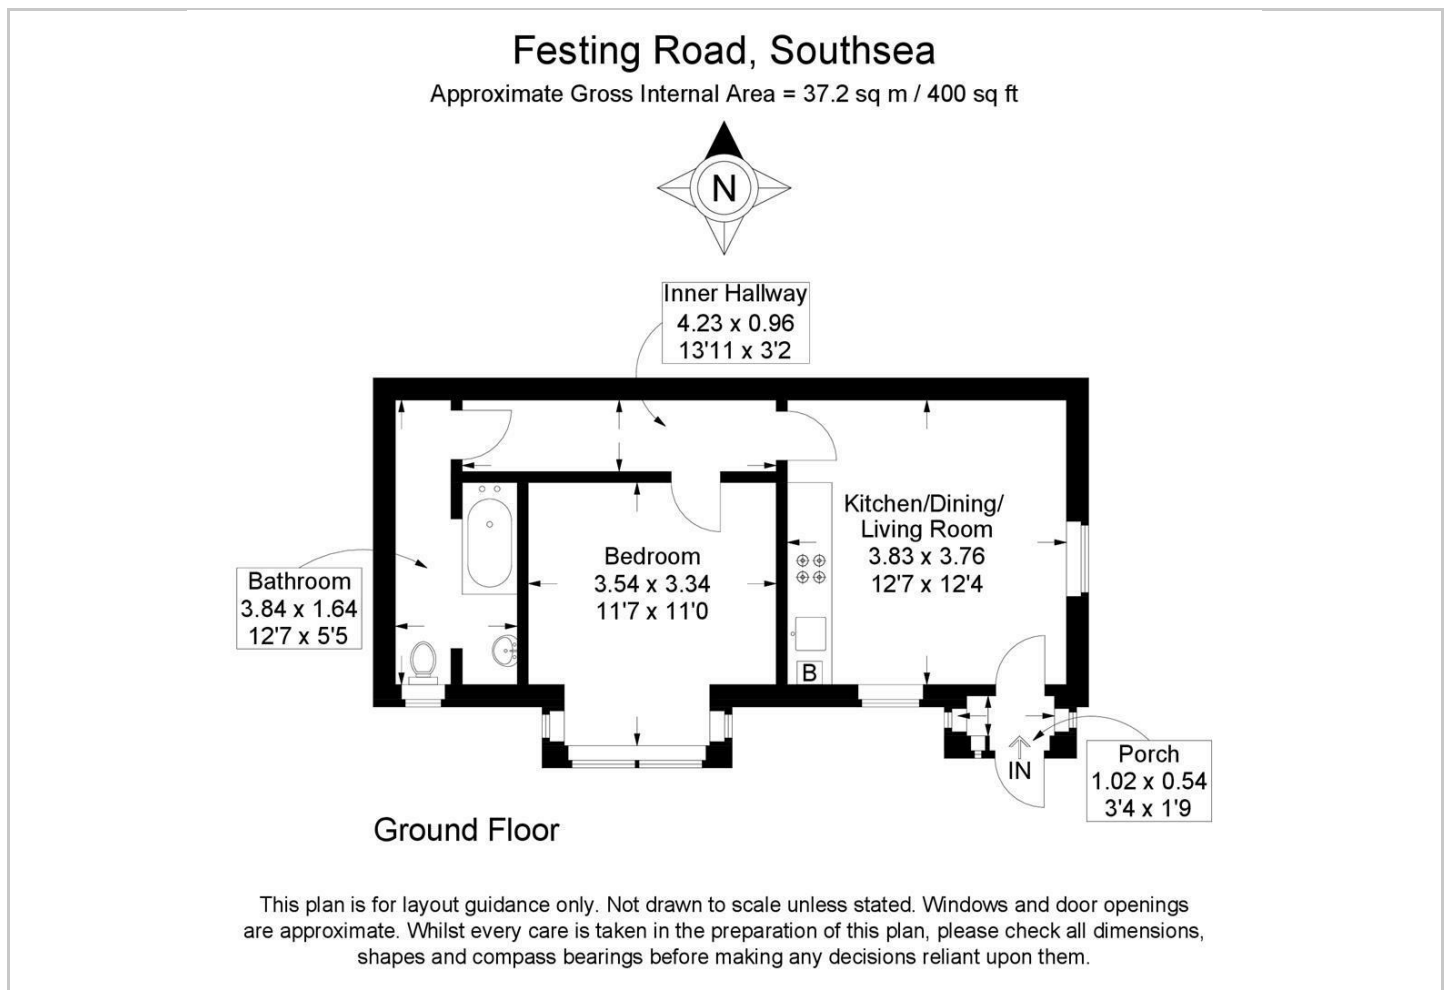 Festing Road, Southsea
Approximate Gross Internal Area = 37.2 sq m / 400 sq ft
N
Inner Hallway
4.23 x 0.96
13'11 x 3'2
Kitchen/Dining/
Living Room
3.83 x 3.76
12'7 x 12'4
Bedroom
3.54 x 3.34
11'7 x 11'0
Bathroom
3.84 x 1.64
12'7 x 5'5
B
IN
Porch
1.02 x 0.54
3'4 x 1'9
Ground Floor
This plan is for layout guidance only. Not drawn to scale unless stated. Windows and door openings
are approximate. Whilst every care is taken in the preparation of this plan, please check all dimensions,
shapes and compass bearings before making any decisions reliant upon them.